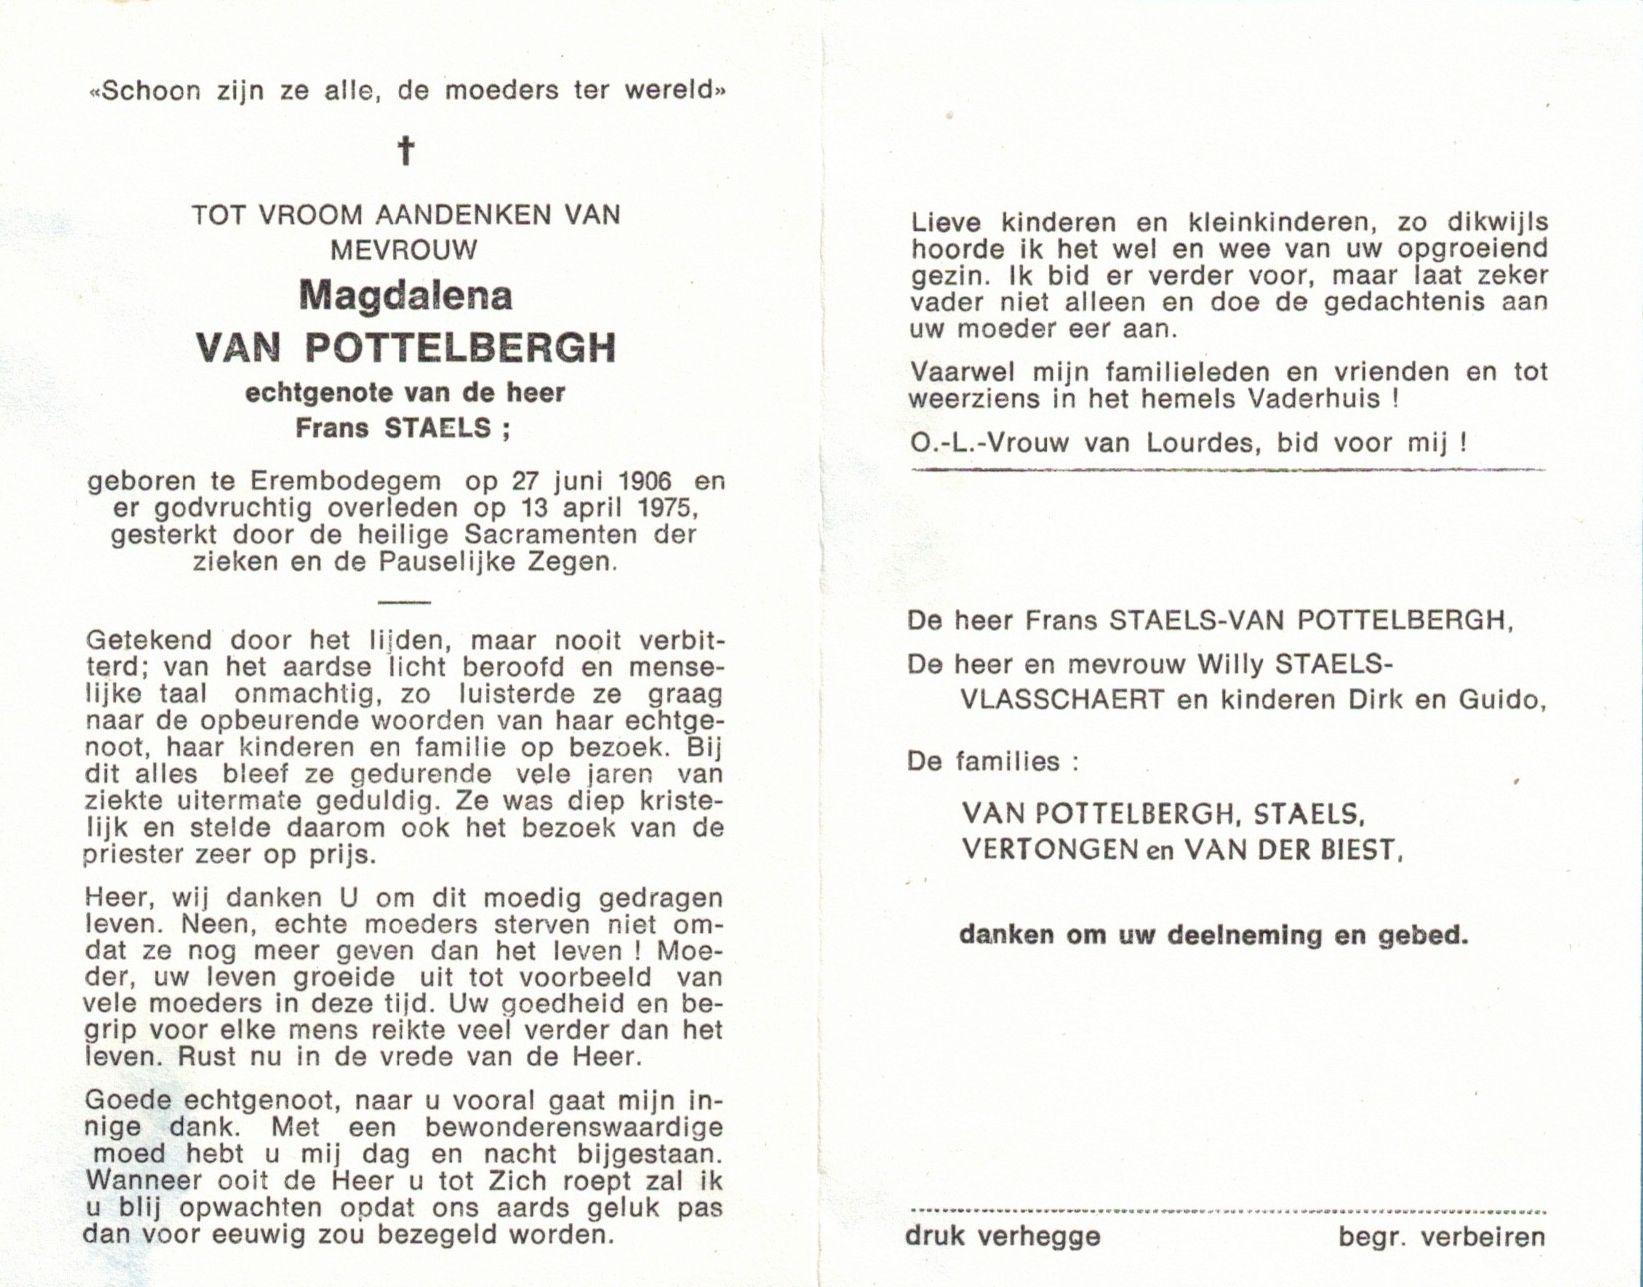 «Schoon zijn ze alle, de moeders ter wereld»
†
TOT VROOM AANDENKEN VAN
MEVROUW
Magdalena
VAN POTTELBERGH
echtgenote van de heer
Frans STAELS ;
geboren te Erembodegem op 27 juni 1906 en
er godvruchtig overleden op 13 april 1975,
gesterkt door de heilige Sacramenten der
zieken en de Pauselijke Zegen.
Getekend door het lijden, maar nooit verbit-
terd; van het aardse licht beroofd en mense-
lijke taal onmachtig, zo luisterde ze graag
naar de opbeurende woorden van haar echtge-
noot, haar kinderen en familie op bezoek. Bij
dit alles bleef ze gedurende vele jaren van
ziekte uitermate geduldig. Ze was diep kriste-
lijk en stelde daarom ook het bezoek van de
priester zeer op prijs.
Heer, wij danken U om dit moedig gedragen
leven. Neen, echte moeders sterven niet om-
dat ze nog meer geven dan het leven ! Moe-
der, uw leven groeide uit tot voorbeeld van
vele moeders in deze tijd. Uw goedheid en be-
grip voor elke mens reikte veel verder dan het
leven. Rust nu in de vrede van de Heer.
Goede echtgenoot, naar u vooral gaat mijn in-
nige dank. Met een bewonderenswaardige
moed hebt u mij dag en nacht bijgestaan.
Wanneer ooit de Heer u tot Zich roept zal ik
u blij opwachten opdat ons aards geluk pas
dan voor eeuwig zou bezegeld worden.
Lieve kinderen en kleinkinderen, zo dikwijls
hoorde ik het wel en wee van uw opgroeiend
gezin. Ik bid er verder voor, maar laat zeker
vader niet alleen en doe de gedachtenis aan
uw moeder eer aan.
Vaarwel mijn familieleden en vrienden en tot
weerziens in het hemels Vaderhuis !
O.-L.-Vrouw van Lourdes, bid voor mij !
De heer Frans STAELS-VAN POTTELBERGH,
De heer en mevrouw Willy STAELS-
VLASSCHAERT en kinderen Dirk en Guido,
De families :
VAN POTTELBERGH, STAELS,
VERTONGEN en VAN DER BIEST,
danken om uw deelneming en gebed.
druk verhegge begr. verbeiren